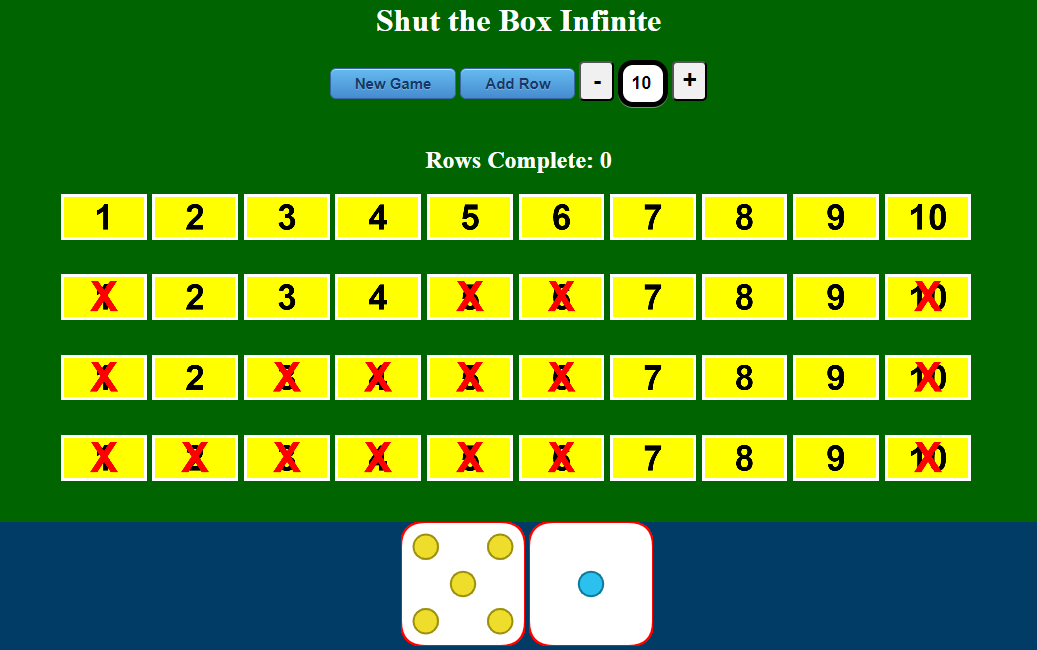 Shut the Box Infinite
New Game Add Row - 10 +
Rows Complete: 0
1 2 3 4 5 6 7 8 9 10
X 2 3 4 X X 7 8 9 X
X 2 X X X X 7 8 9 X
X X X X X X 7 8 9 X